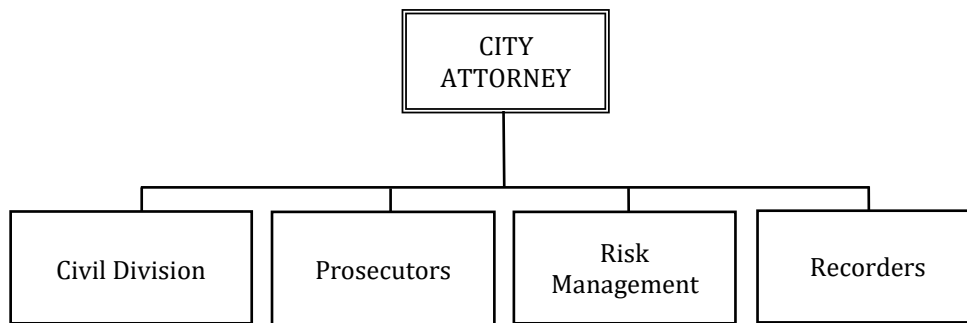 CITY
ATTORNEY
Civil Division
Prosecutors
Risk
Management
Recorders